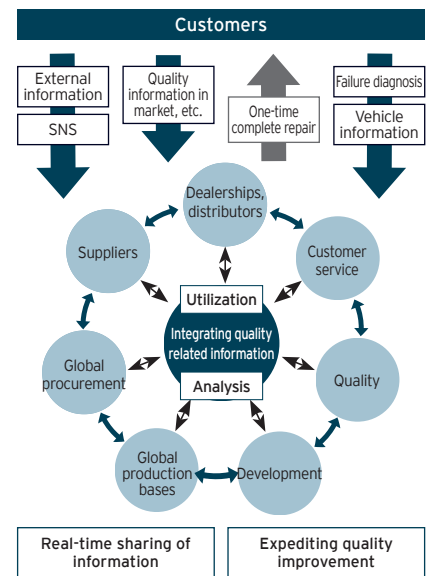 Customers
External
information
SNS
Quality
information in
market, etc.
One-time
complete repair
Failure diagnosis
Vehicle
information
Dealerships,
distributors
Suppliers
Customer
service
Utilization
Integrating quality
related information
Analysis
Global
procurement
Quality
Global
production
bases
Development
Real-time sharing of
information
Expediting quality
improvement